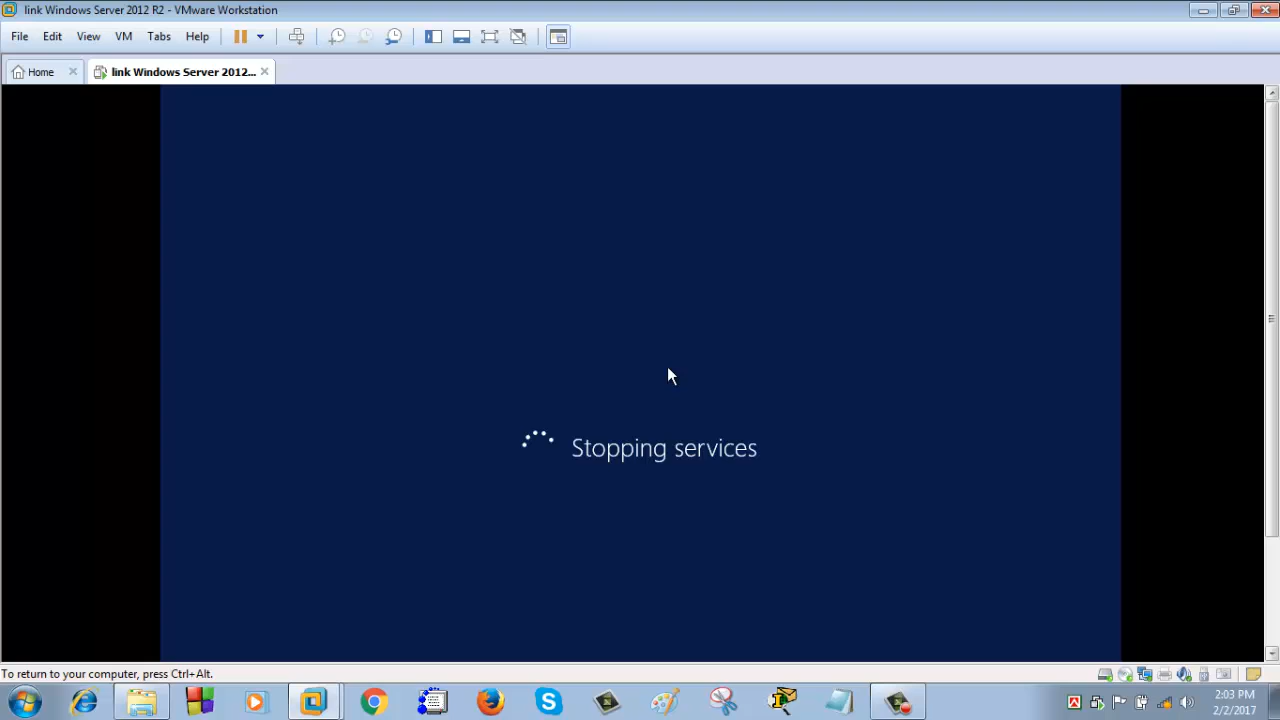 link Windows Server 2012 R2 - VMware Workstation
File Edit View VM Tabs Help
Home link Windows Server 2012...
Stopping services
To return to your computer, press Ctrl+Alt.
2:03 PM
2/2/2017